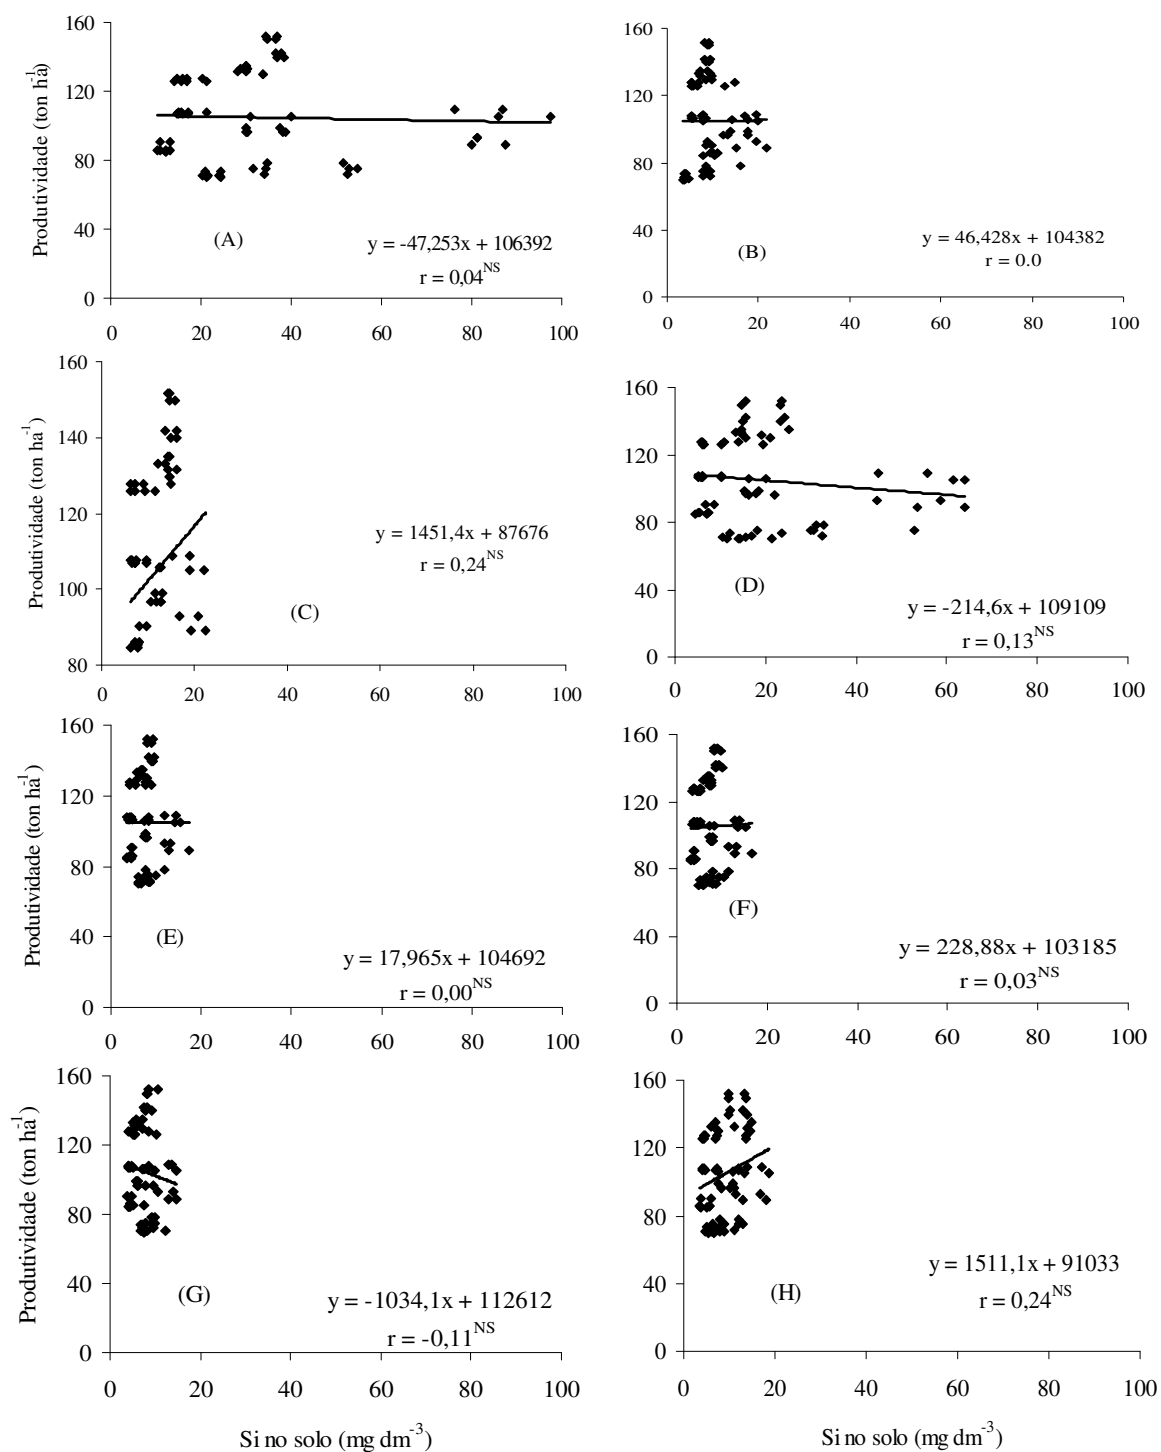 160
120
80
40
0
Produtividade (ton ha-1)
(A)
y = -47,253x + 106392
r = 0,04NS
0 20 40 60 80 100
160
120
80
40
0
(B)
y = 46,428x + 104382
r = 0.0
0 20 40 60 80 100
160
140
120
100
80
Produtividade (ton ha-1)
y = 1451,4x + 87676
r = 0,24NS
(C)
0 20 40 60 80 100
160
120
80
40
0
(D)
y = -214,6x + 109109
r = 0,13NS
0 20 40 60 80 100
160
120
80
40
0
Produtividade (ton ha-1)
(E)
y = 17,965x + 104692
r = 0,00NS
0 20 40 60 80 100
160
120
80
40
0
(F)
y = 228,88x + 103185
r = 0,03NS
0 20 40 60 80 100
160
120
80
40
0
Produtividade (ton ha-1)
(G)
y = -1034,1x + 112612
r = -0,11NS
0 20 40 60 80 100
Si no solo (mg dm-3)
160
120
80
40
0
(H)
y = 1511,1x + 91033
r = 0,24NS
0 20 40 60 80 100
Si no solo (mg dm-3)